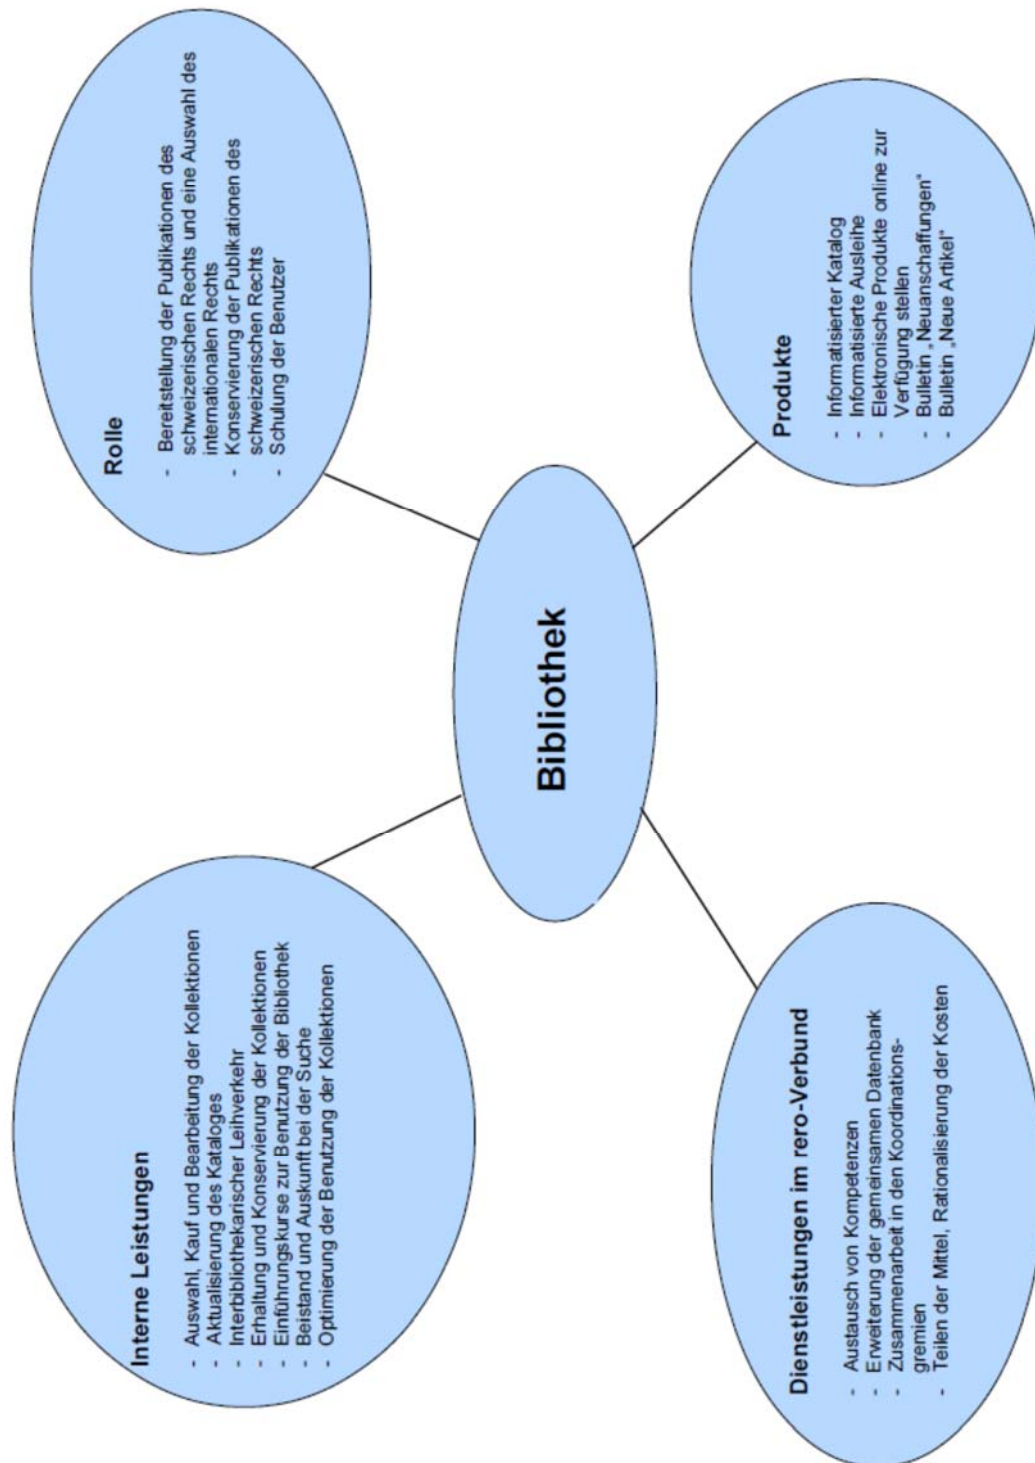 Interne Leistungen
- Auswahl, Kauf und Bearbeitung der Kollektionen
- Aktualisierung des Kataloges
- Interbibliothekarischer Leihverkehr
- Erhaltung und Konservierung der Kollektionen
- Einführungskurse zur Benutzung der Bibliothek
- Beistand und Auskunft bei der Suche
- Optimierung der Benutzung der Kollektionen
Rolle
- Bereitstellung der Publikationen des
schweizerischen Rechts und eine Auswahl des
internationalen Rechts
- Konservierung der Publikationen des
schweizerischen Rechts
- Schulung der Benutzer
Bibliothek
Dienstleistungen im rero-Verbund
- Austausch von Kompetenzen
- Erweiterung der gemeinsamen Datenbank
- Zusammenarbeit in den Koordinations-
gremien
- Teilen der Mittel, Rationalisierung der Kosten
Produkte
- Informatisierter Katalog
- Informatisierte Ausleihe
- Elektronische Produkte online zur
Verfügung stellen
- Bulletin „Neuanschaffungen“
- Bulletin „Neue Artikel“